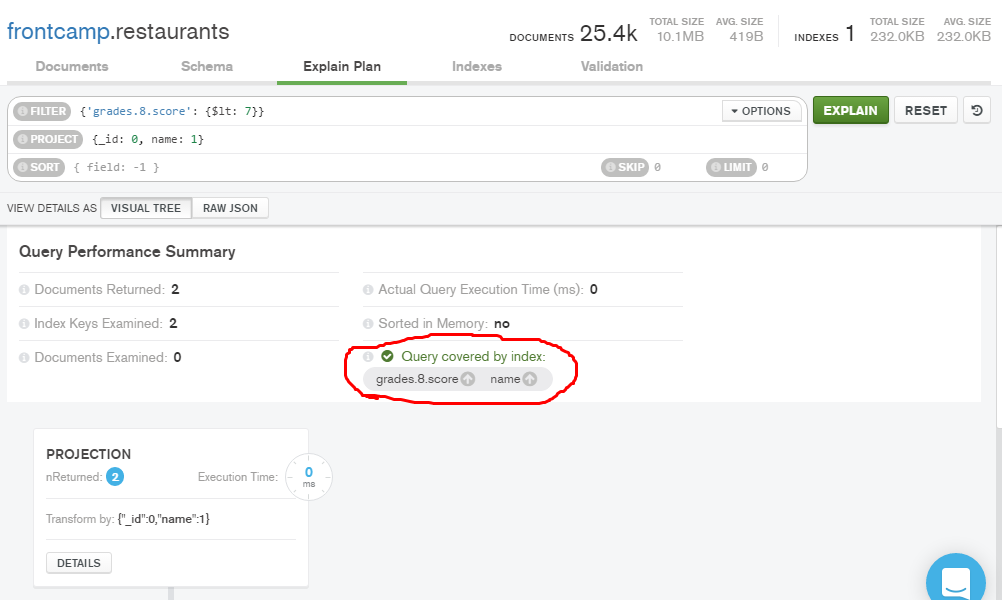 frontcamp.restaurants
DOCUMENTS 25.4k TOTAL SIZE 10.1MB AVG. SIZE 419B INDEXES 1 TOTAL SIZE 232.0KB AVG. SIZE 232.0KB
Documents Schema Explain Plan Indexes Validation
FILTER {'grades.8.score': {$lt: 7}} OPTIONS EXPLAIN RESET
PROJECT {_id: 0, name: 1}
SORT { field: -1 } SKIP 0 LIMIT 0
VIEW DETAILS AS VISUAL TREE RAW JSON
Query Performance Summary
Documents Returned: 2
Index Keys Examined: 2
Documents Examined: 0
Actual Query Execution Time (ms): 0
Sorted in Memory: no
Query covered by index:
grades.8.score name
PROJECTION
nReturned: 2 Execution Time: 0 ms
Transform by: {"_id":0,"name":1}
DETAILS